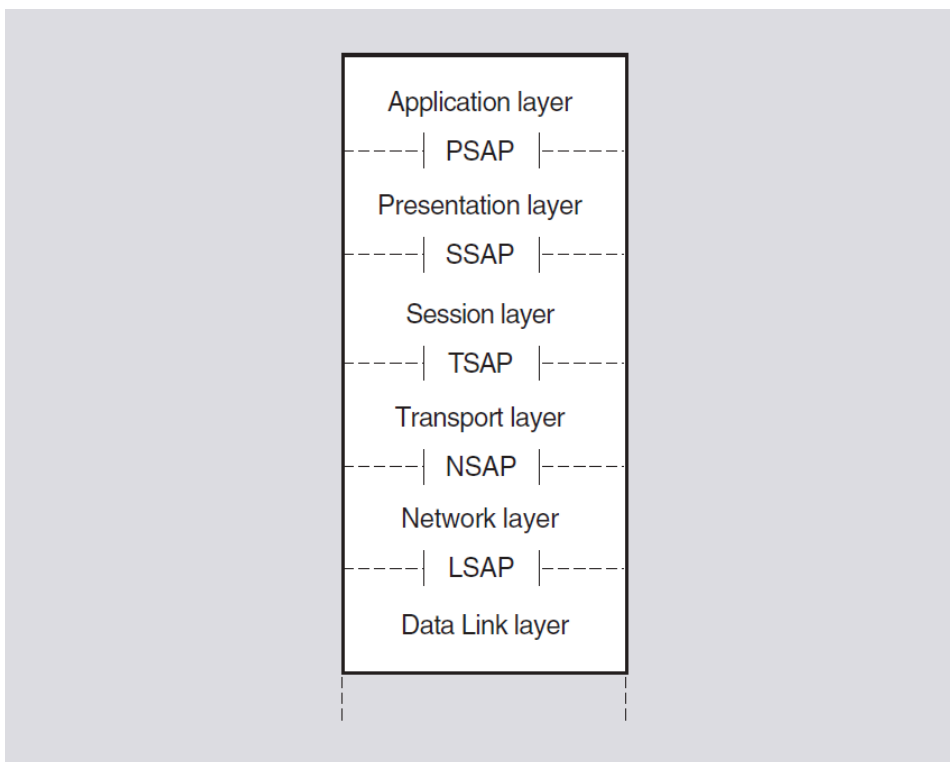 Application layer
PSAP
Presentation layer
SSAP
Session layer
TSAP
Transport layer
NSAP
Network layer
LSAP
Data Link layer